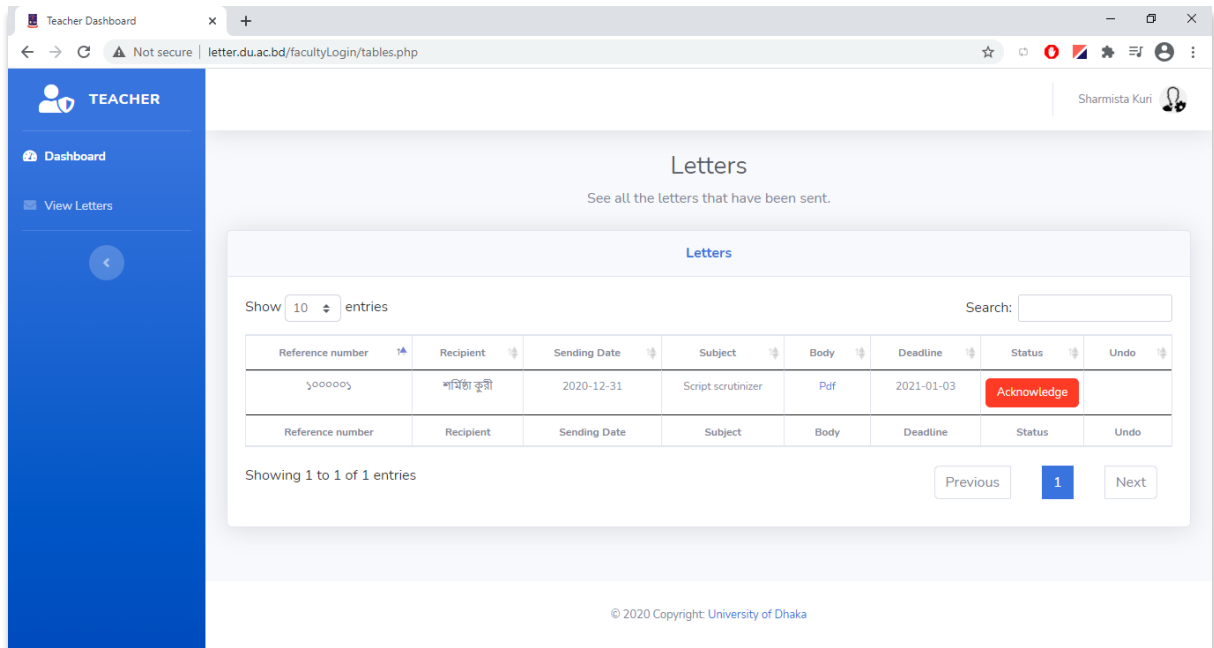 Teacher Dashboard
Not secure | letter.du.ac.bd/facultyLogin/tables.php
TEACHER
Sharmista Kuri
Dashboard
View Letters
Letters
See all the letters that have been sent.
Letters
Show 10 entries
Search:
Reference number Recipient Sending Date Subject Body Deadline Status Undo
১০০০০০১ শর্মিষ্ঠা কুরী 2020-12-31 Script scrutinizer Pdf 2021-01-03 Acknowledge
Reference number Recipient Sending Date Subject Body Deadline Status Undo
Showing 1 to 1 of 1 entries
Previous 1 Next
© 2020 Copyright: University of Dhaka